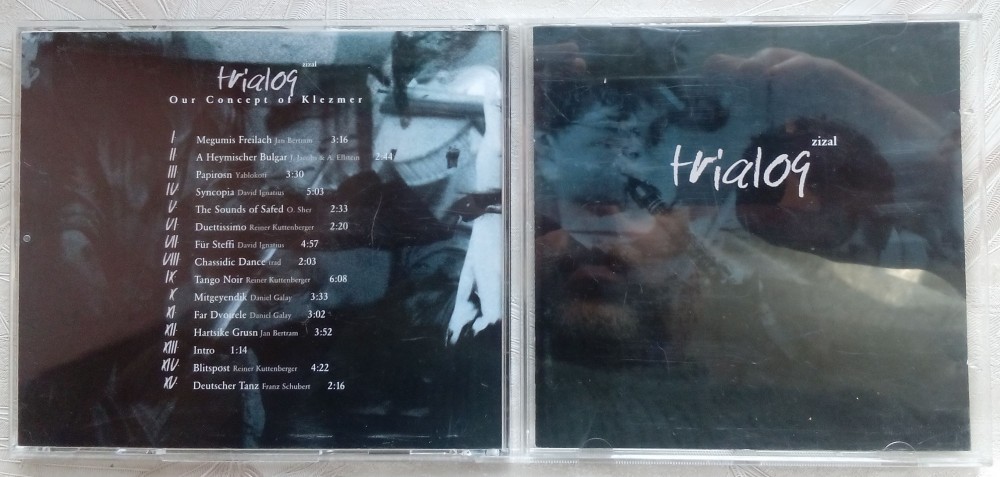 zizal
trialog
Our Concept of Klezmer
I Megumis Freilach Jan Bertram 3:16
II A Heymischer Bulgar J. Jacobs & A. Ellstein 2:44
III Papirosn Yablokoff 3:30
IV Syncopia David Ignatius 5:03
V The Sounds of Safed O. Sher 2:33
VI Duettissimo Reiner Kuttenberger 2:20
VII Für Steffi David Ignatius 4:57
VIII Chassidic Dance trad 2:03
IX Tango Noir Reiner Kuttenberger 6:08
X Mitgeyendik Daniel Galay 3:33
XI Far Dvoirele Daniel Galay 3:02
XII Hartsike Grusn Jan Bertram 3:52
XIII Intro 1:14
XIV Blitspost Reiner Kuttenberger 4:22
XV Deutscher Tanz Franz Schubert 2:16
zizal
trialog